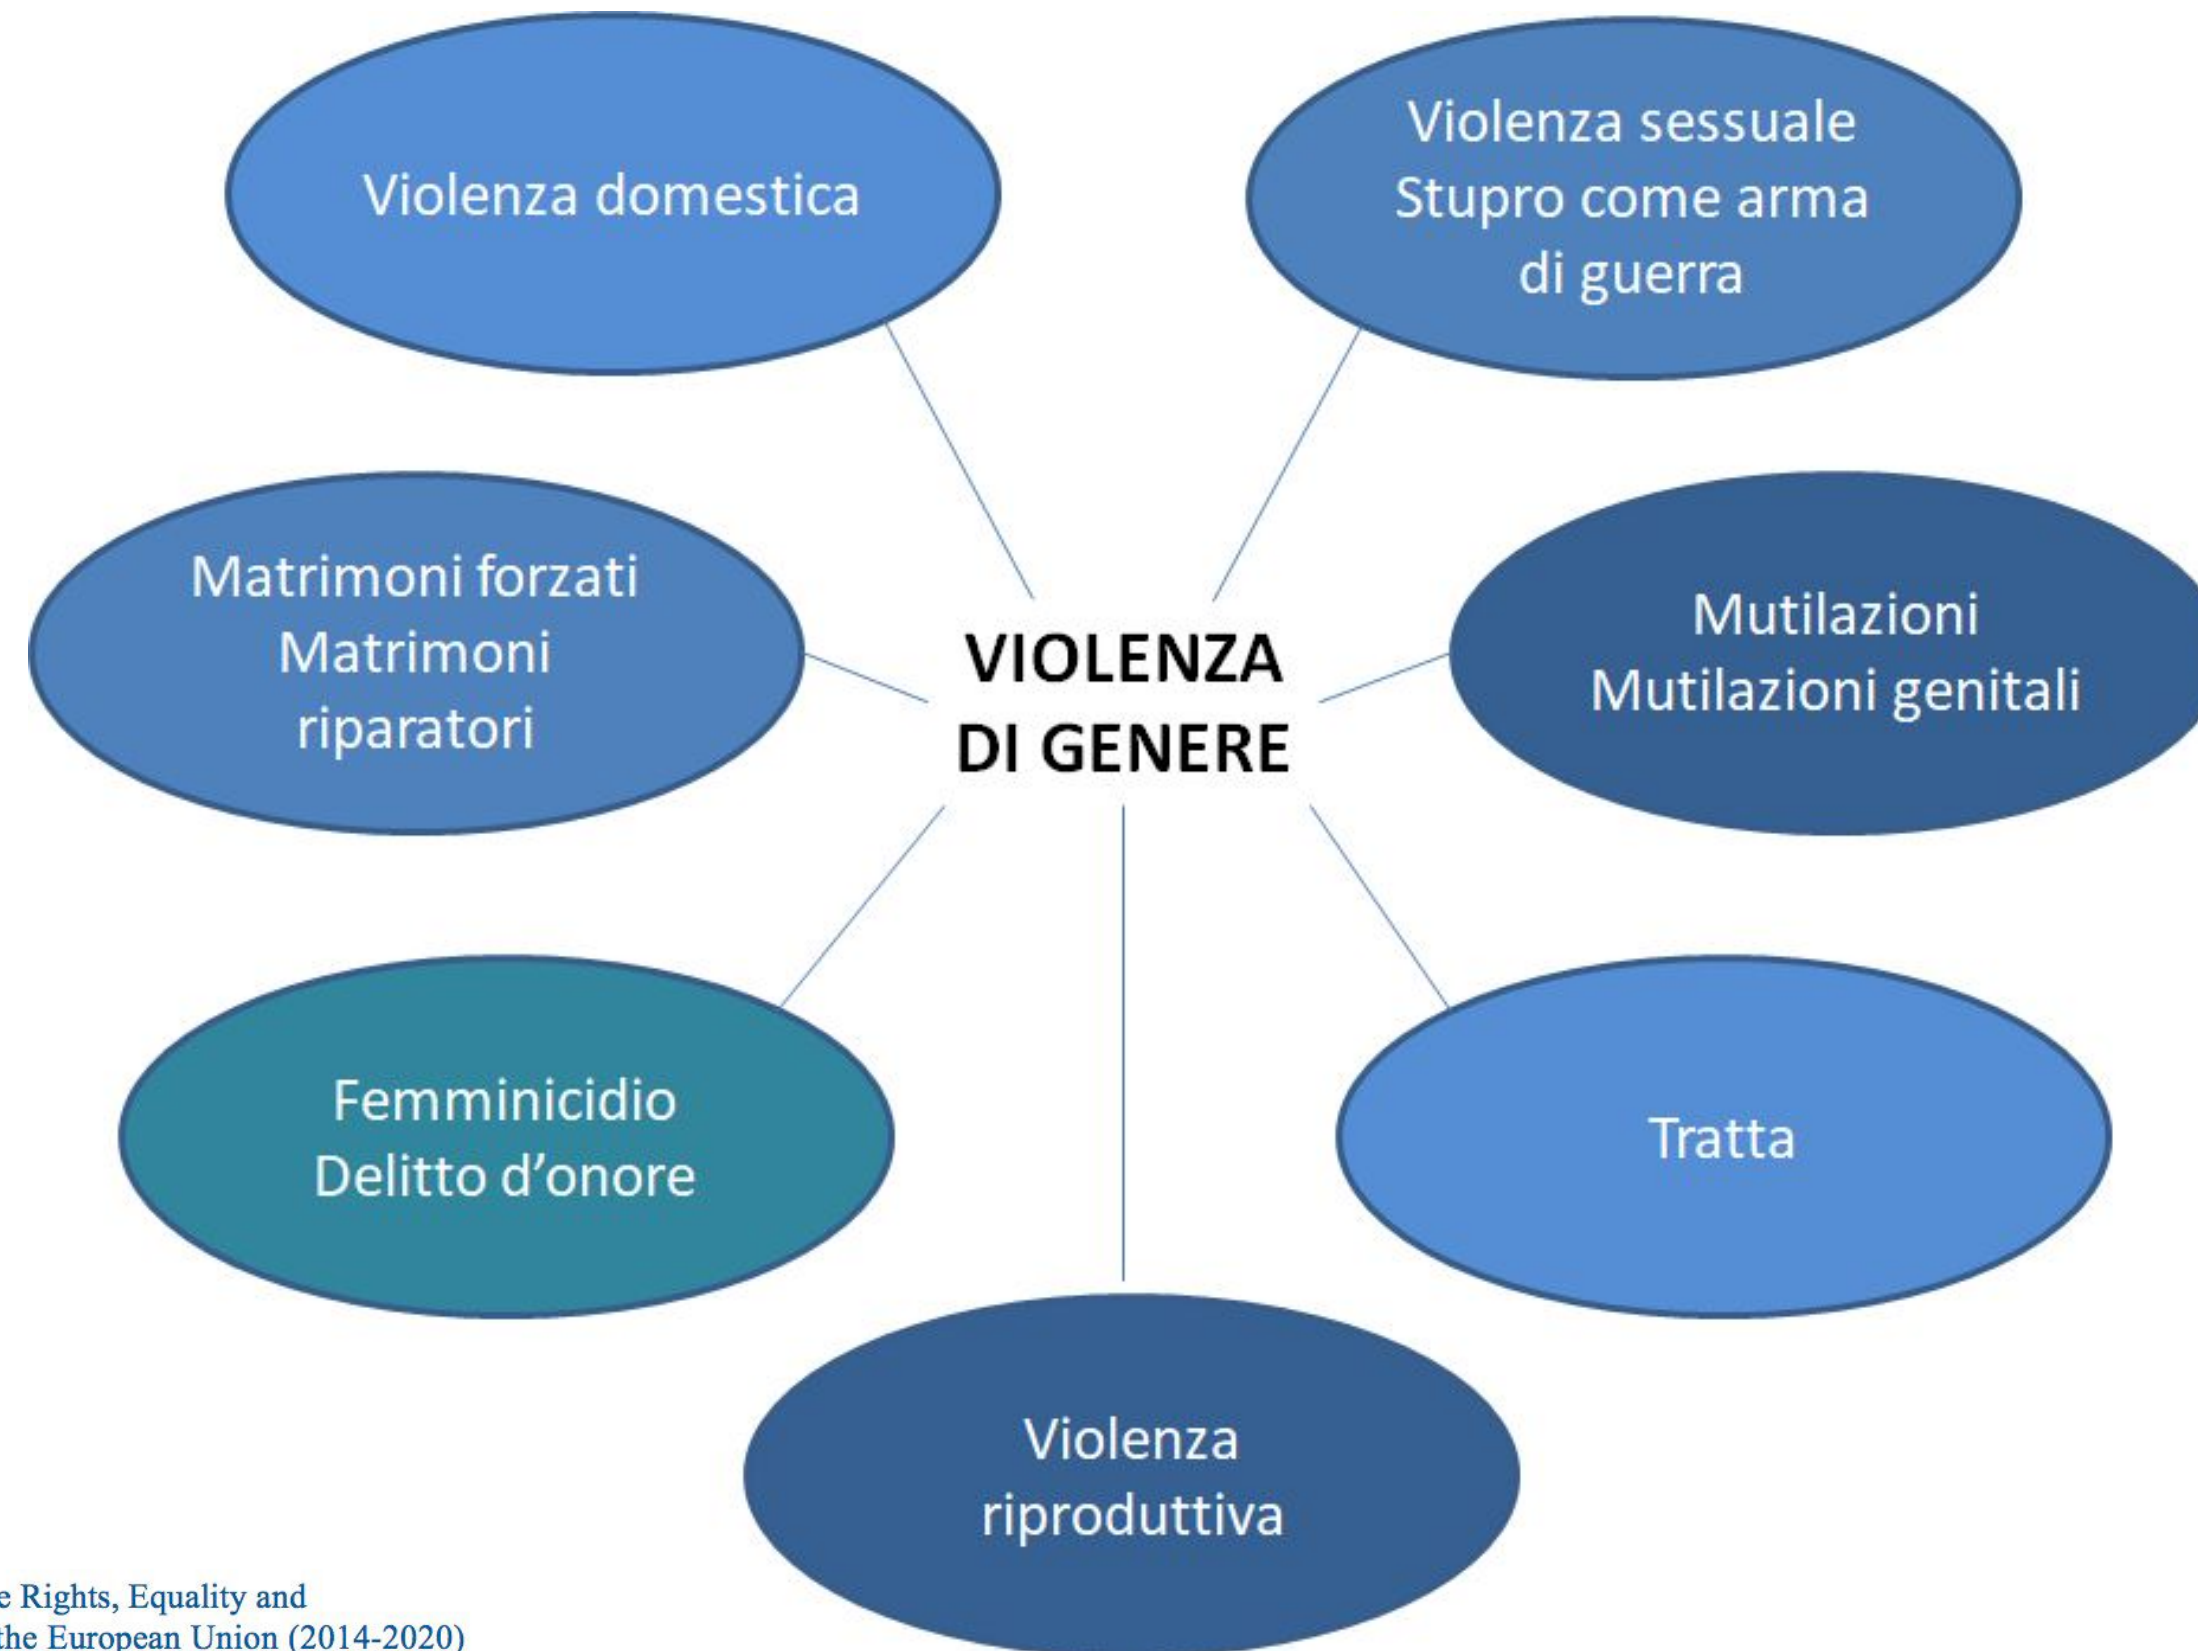 Violenza domestica
Violenza sessuale
Stupro come arma
di guerra
Matrimoni forzati
Matrimoni
riparatori
VIOLENZA
DI GENERE
Mutilazioni
Mutilazioni genitali
Femminicidio
Delitto d’onore
Tratta
Violenza
riproduttiva
Rights, Equality and
the European Union (2014-2020)